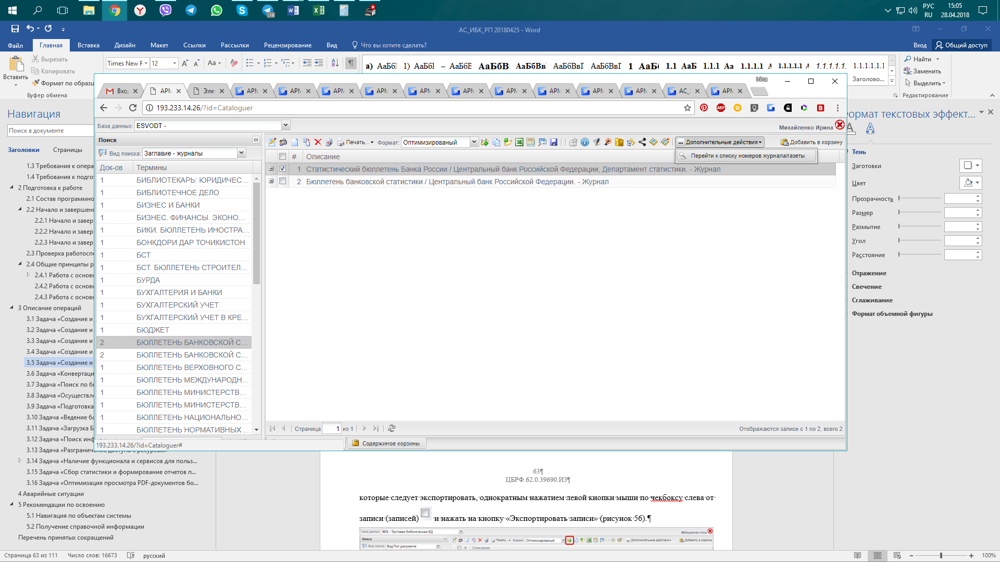 16
РУС
RU
15:05
28.04.2018
АС_ИБК_РП 20180425 - Word
Файл
Главная
Вставка
Дизайн
Макет
Ссылки
Рассылки
Рецензирование
Вид
Что вы хотите сделать?
Вход
Общий доступ
Вставить
Вырезать
Копировать
Формат по образц
Буфер обмена
Times New R
12
Aa
а) АаБбІ
1) АаБбІ
– АаБбЕ
АаБбВ
АаБбВв
АаБбВвГ
АаБбВвГ
1 АаБ
1.1 АаБ
1.1.1 Аа
1.1.1.1 А
1.1.1.1.1 А
1.1.1.1.1.
1.1.1.1.1.1
Заголово...
Найти
Заменить
Выделить
Редактирование
Навигация
Поиск в документе
Заголовки
Страницы
1.3 Требования к опера
1.4 Требования к подго
2 Подготовка к работе
2.1 Состав программно
2.2 Начало и завершени
2.2.1 Начало и завер
2.2.2 Начало и завер
2.2.3 Начало и завер
2.3 Проверка работоспо
2.4 Общие принципы р
2.4.1 Работа с основн
2.4.2 Работа с основн
2.4.3 Работа с основн
3 Описание операций
3.1 Задача «Создание и
3.2 Задача «Создание и
3.3 Задача «Создание и
3.4 Задача «Создание и
3.5 Задача «Создание и
3.6 Задача «Конвертаци
3.7 Задача «Поиск по б
3.8 Задача «Осуществле
3.9 Задача «Подготовка
3.10 Задача «Ведение ба
3.11 Задача «Загрузка Б
3.12 Задача «Поиск инф
3.13 Задача «Разграничение доступа к ресурсам»
3.14 Задача «Наличие функционала и сервисов для польз...
3.15 Задача «Сбор статистики и формирование отчетов п...
3.16 Задача «Оптимизация просмотра PDF-документов бо...
4 Аварийные ситуации
5 Рекомендации по освоению
5.1 Навигация по объектам системы
5.2 Получение справочной информации
Перечень принятых сокращений
Irina
Вхо
АРМ
Эле
АРМ
АРМ
АРМ
АРМ
АРМ
АРМ
АРМ
АРМ
АРМ
АРМ
АС_
АРМ
193.233.14.26/?id=Cataloguer
ABP
База данных:
ESVODT -
Михайленко Ирина
Поиск
Вид поиска:
Заглавие - журналы
Док-ов
Термины
1 БИБЛИОТЕКАРЬ: ЮРИДИЧЕС...
1 БИБЛИОТЕЧНОЕ ДЕЛО
1 БИЗНЕС И БАНКИ
1 БИЗНЕС. ФИНАНСЫ. ЭКОНО...
1 БИКИ. БЮЛЛЕТЕНЬ ИНОСТРА...
1 БОНКДОРИ ДАР ТОЧИКИСТОН
1 БСТ
1 БСТ. БЮЛЛЕТЕНЬ СТРОИТЕЛ...
1 БУРДА
1 БУХГАЛТЕРИЯ И БАНКИ
1 БУХГАЛТЕРСКИЙ УЧЕТ
1 БУХГАЛТЕРСКИЙ УЧЕТ В КРЕ...
1 БЮДЖЕТ
2 БЮЛЛЕТЕНЬ БАНКОВСКОЙ С...
2 БЮЛЛЕТЕНЬ БАНКОВСКОЙ С...
1 БЮЛЛЕТЕНЬ ВЕРХОВНОГО С...
1 БЮЛЛЕТЕНЬ МЕЖДУНАРОДН...
1 БЮЛЛЕТЕНЬ МИНИСТЕРСТВ...
1 БЮЛЛЕТЕНЬ МИНИСТЕРСТВ...
1 БЮЛЛЕТЕНЬ НАЦИОНАЛЬНО...
1 БЮЛЛЕТЕНЬ НОРМАТИВНЫХ ...
193.233.14.26/?id=Cataloguer#
Печать...
Формат:
Оптимизированый
Дополнительные действия
Добавить в корзину
Перейти к списку номеров журнала/газеты
#
Описание
1 Статистический бюллетень Банка России / Центральный банк Российской Федерации, Департамент статистики. - Журнал
2 Бюллетень банковской статистики / Центральный банк Российской Федерации. - Журнал
Страница
1
из 1
Отображаются записи с 1 по 2, всего 2
Содержимое корзины
Формат текстовых эффект...
Тень
Заготовки
Цвет
Прозрачность
Размер
Размытие
Угол
Расстояние
Отражение
Свечение
Сглаживание
Формат объемной фигуры
63¶
ЦБРФ.62.0.39690.И3¶
которые следует экспортировать, однократным нажатием левой кнопки мыши по чекбоксу слева от
записи (записей) и нажать на кнопку «Экспортировать записи» (рисунок 56).¶
База данных:
IBIS - Тестовая библиотечная БД
Mikhaylenko Irina
Поиск
Вид поиска:
Вид/Тип документа
Печать...
Формат:
Оптимизированый
Дополнительные действия
Добавить в корзину
#
Описание
Страница 63 из 111
Число слов: 16673
русский
100%